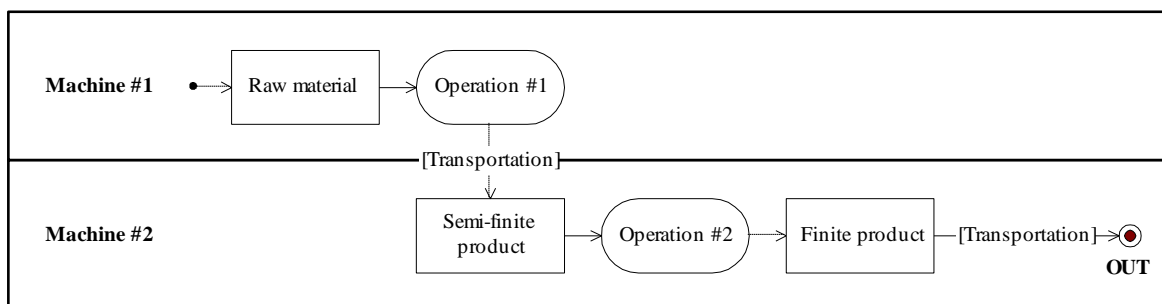 Machine #1
Raw material
Operation #1
[Transportation]
Machine #2
Semi-finite
product
Operation #2
Finite product
[Transportation]
OUT